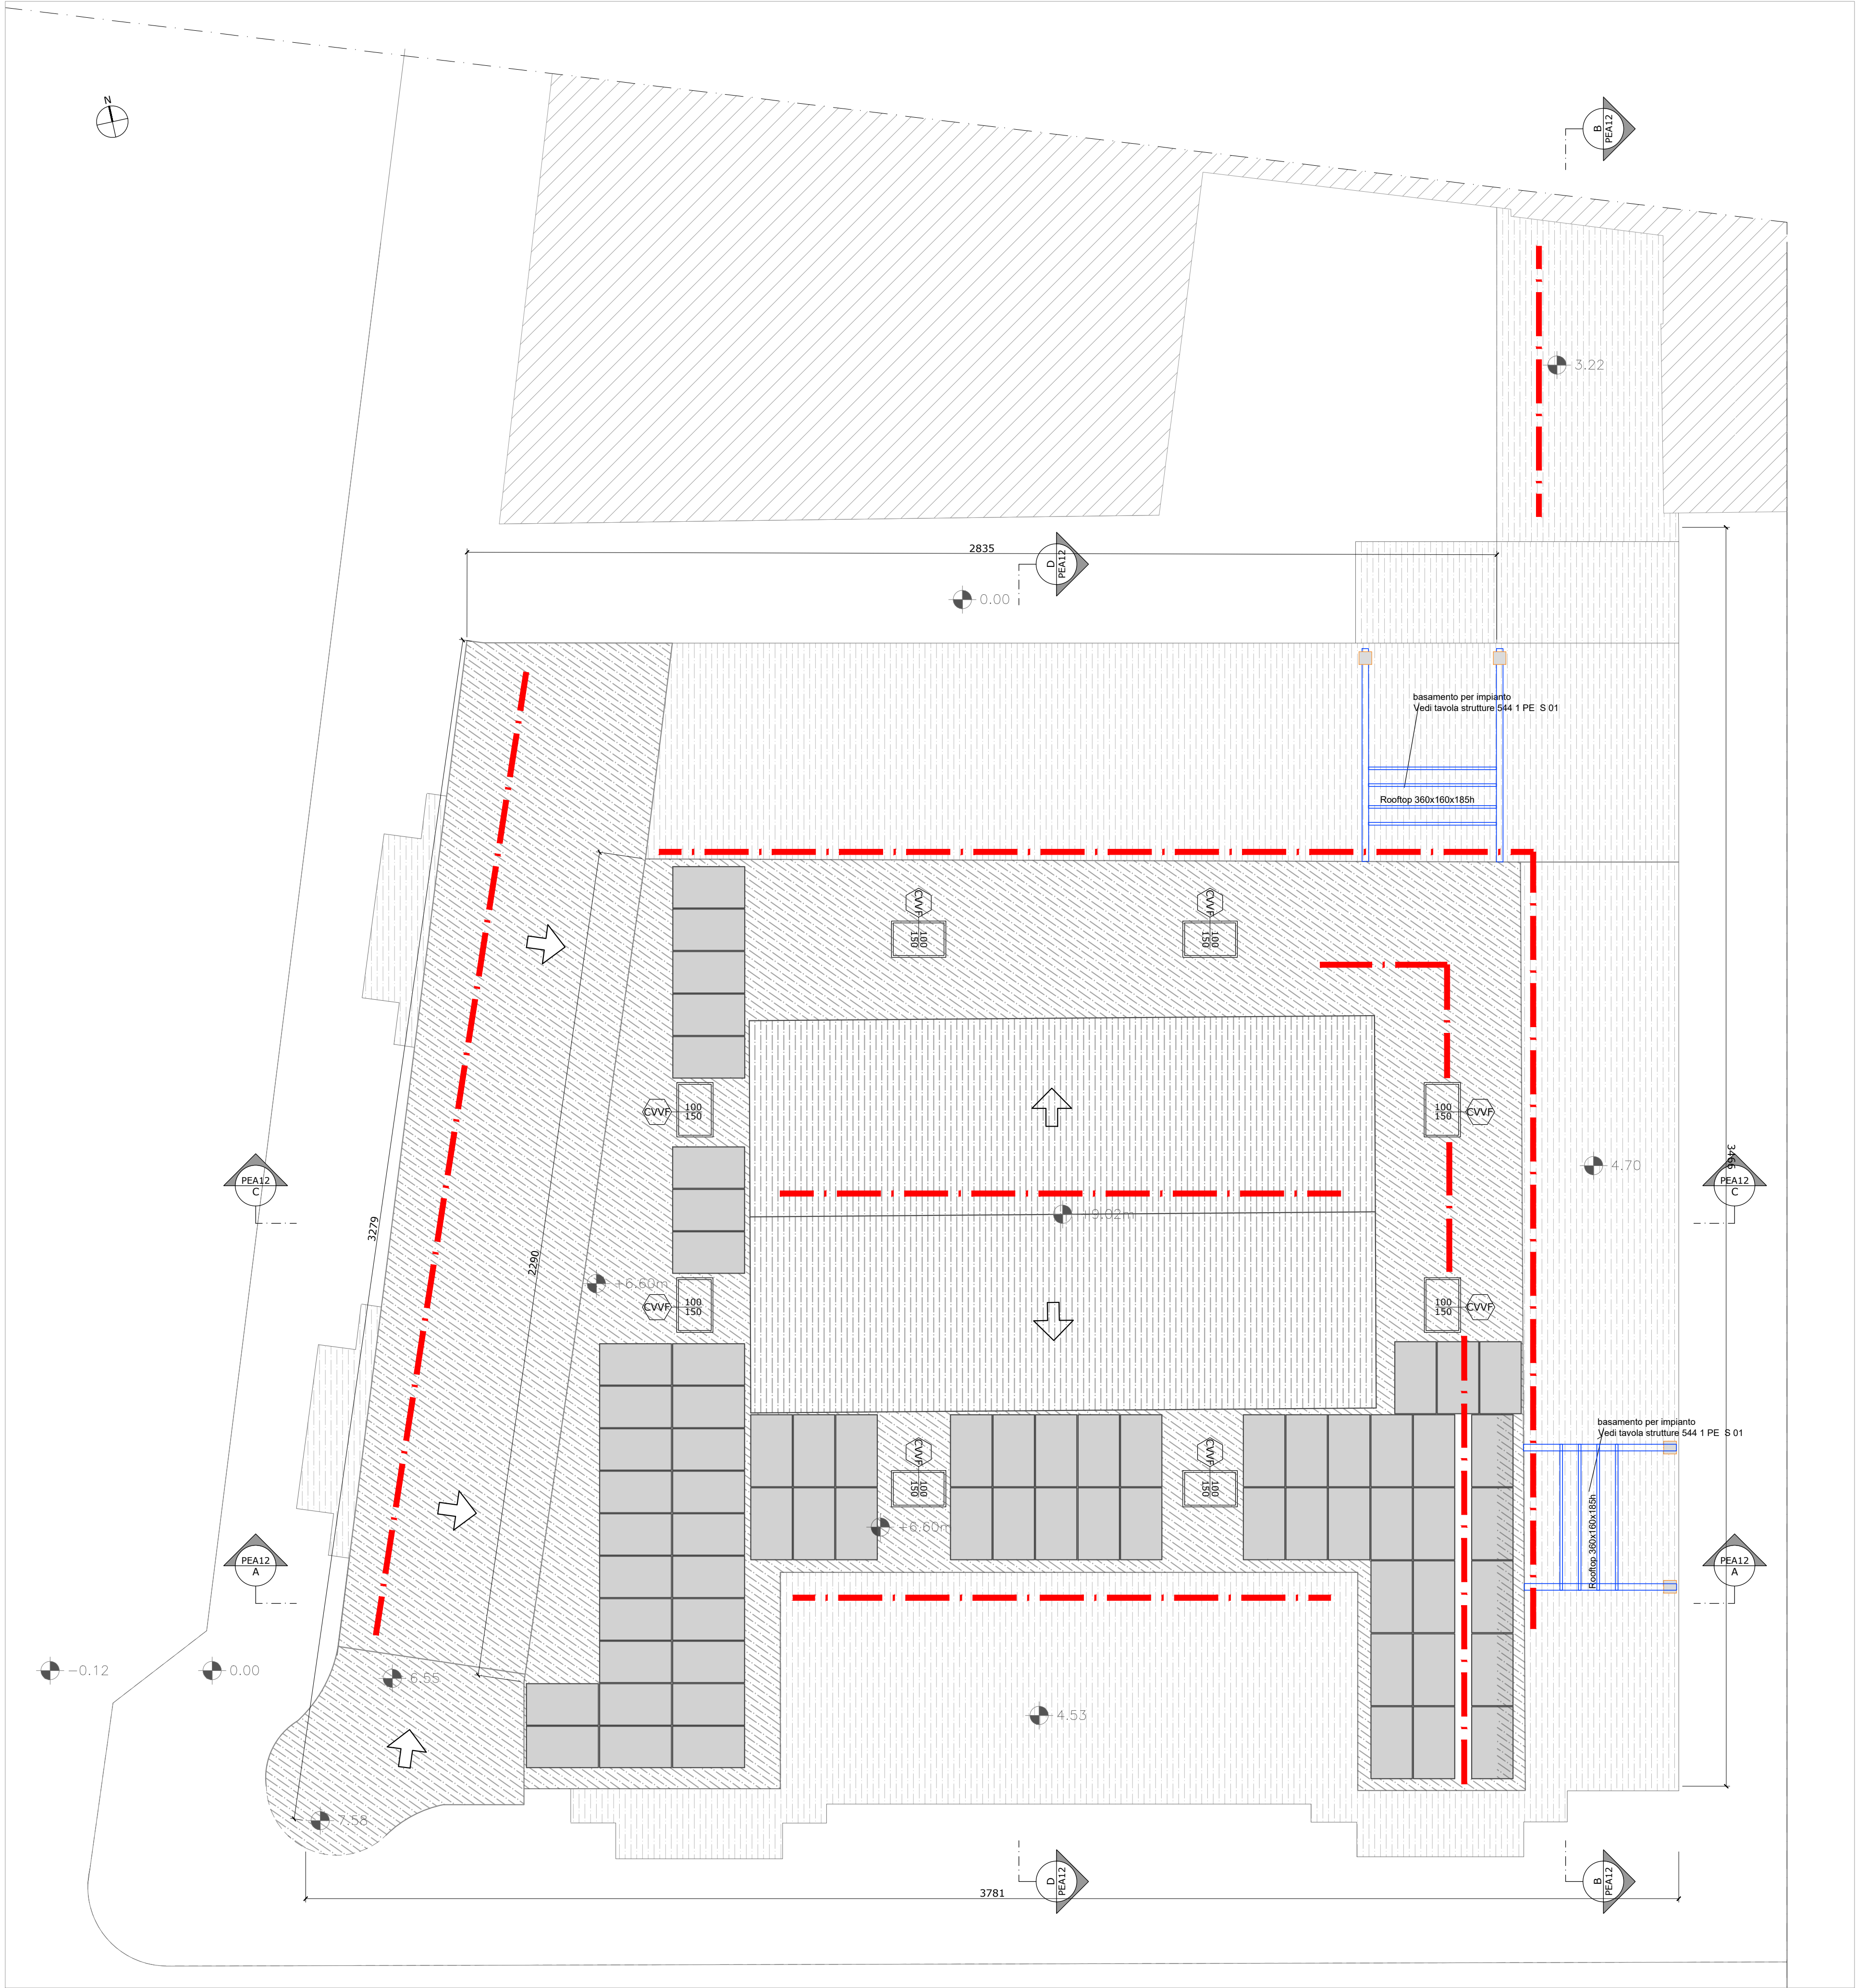 N
B
PEA12
3.22
2835
D
PEA12
0.00
basamento per impianto
Vedi tavola strutture 544 1 PE S 01
Rooftop 360x160x185h
CVVF
100
150
CVVF
100
150
CVVF
100
150
100
150
CVVF
3466
4.70
PEA12
C
PEA12
C
3279
2290
+9.02m
+6.60m
CVVF
100
150
100
150
CVVF
basamento per impianto
Vedi tavola strutture 544 1 PE S 01
Rooftop 360x160x185h
CVVF
100
150
CVVF
100
150
+6.60m
PEA12
A
PEA12
A
-0.12
0.00
6.55
4.53
7.58
D
PEA12
B
PEA12
3781